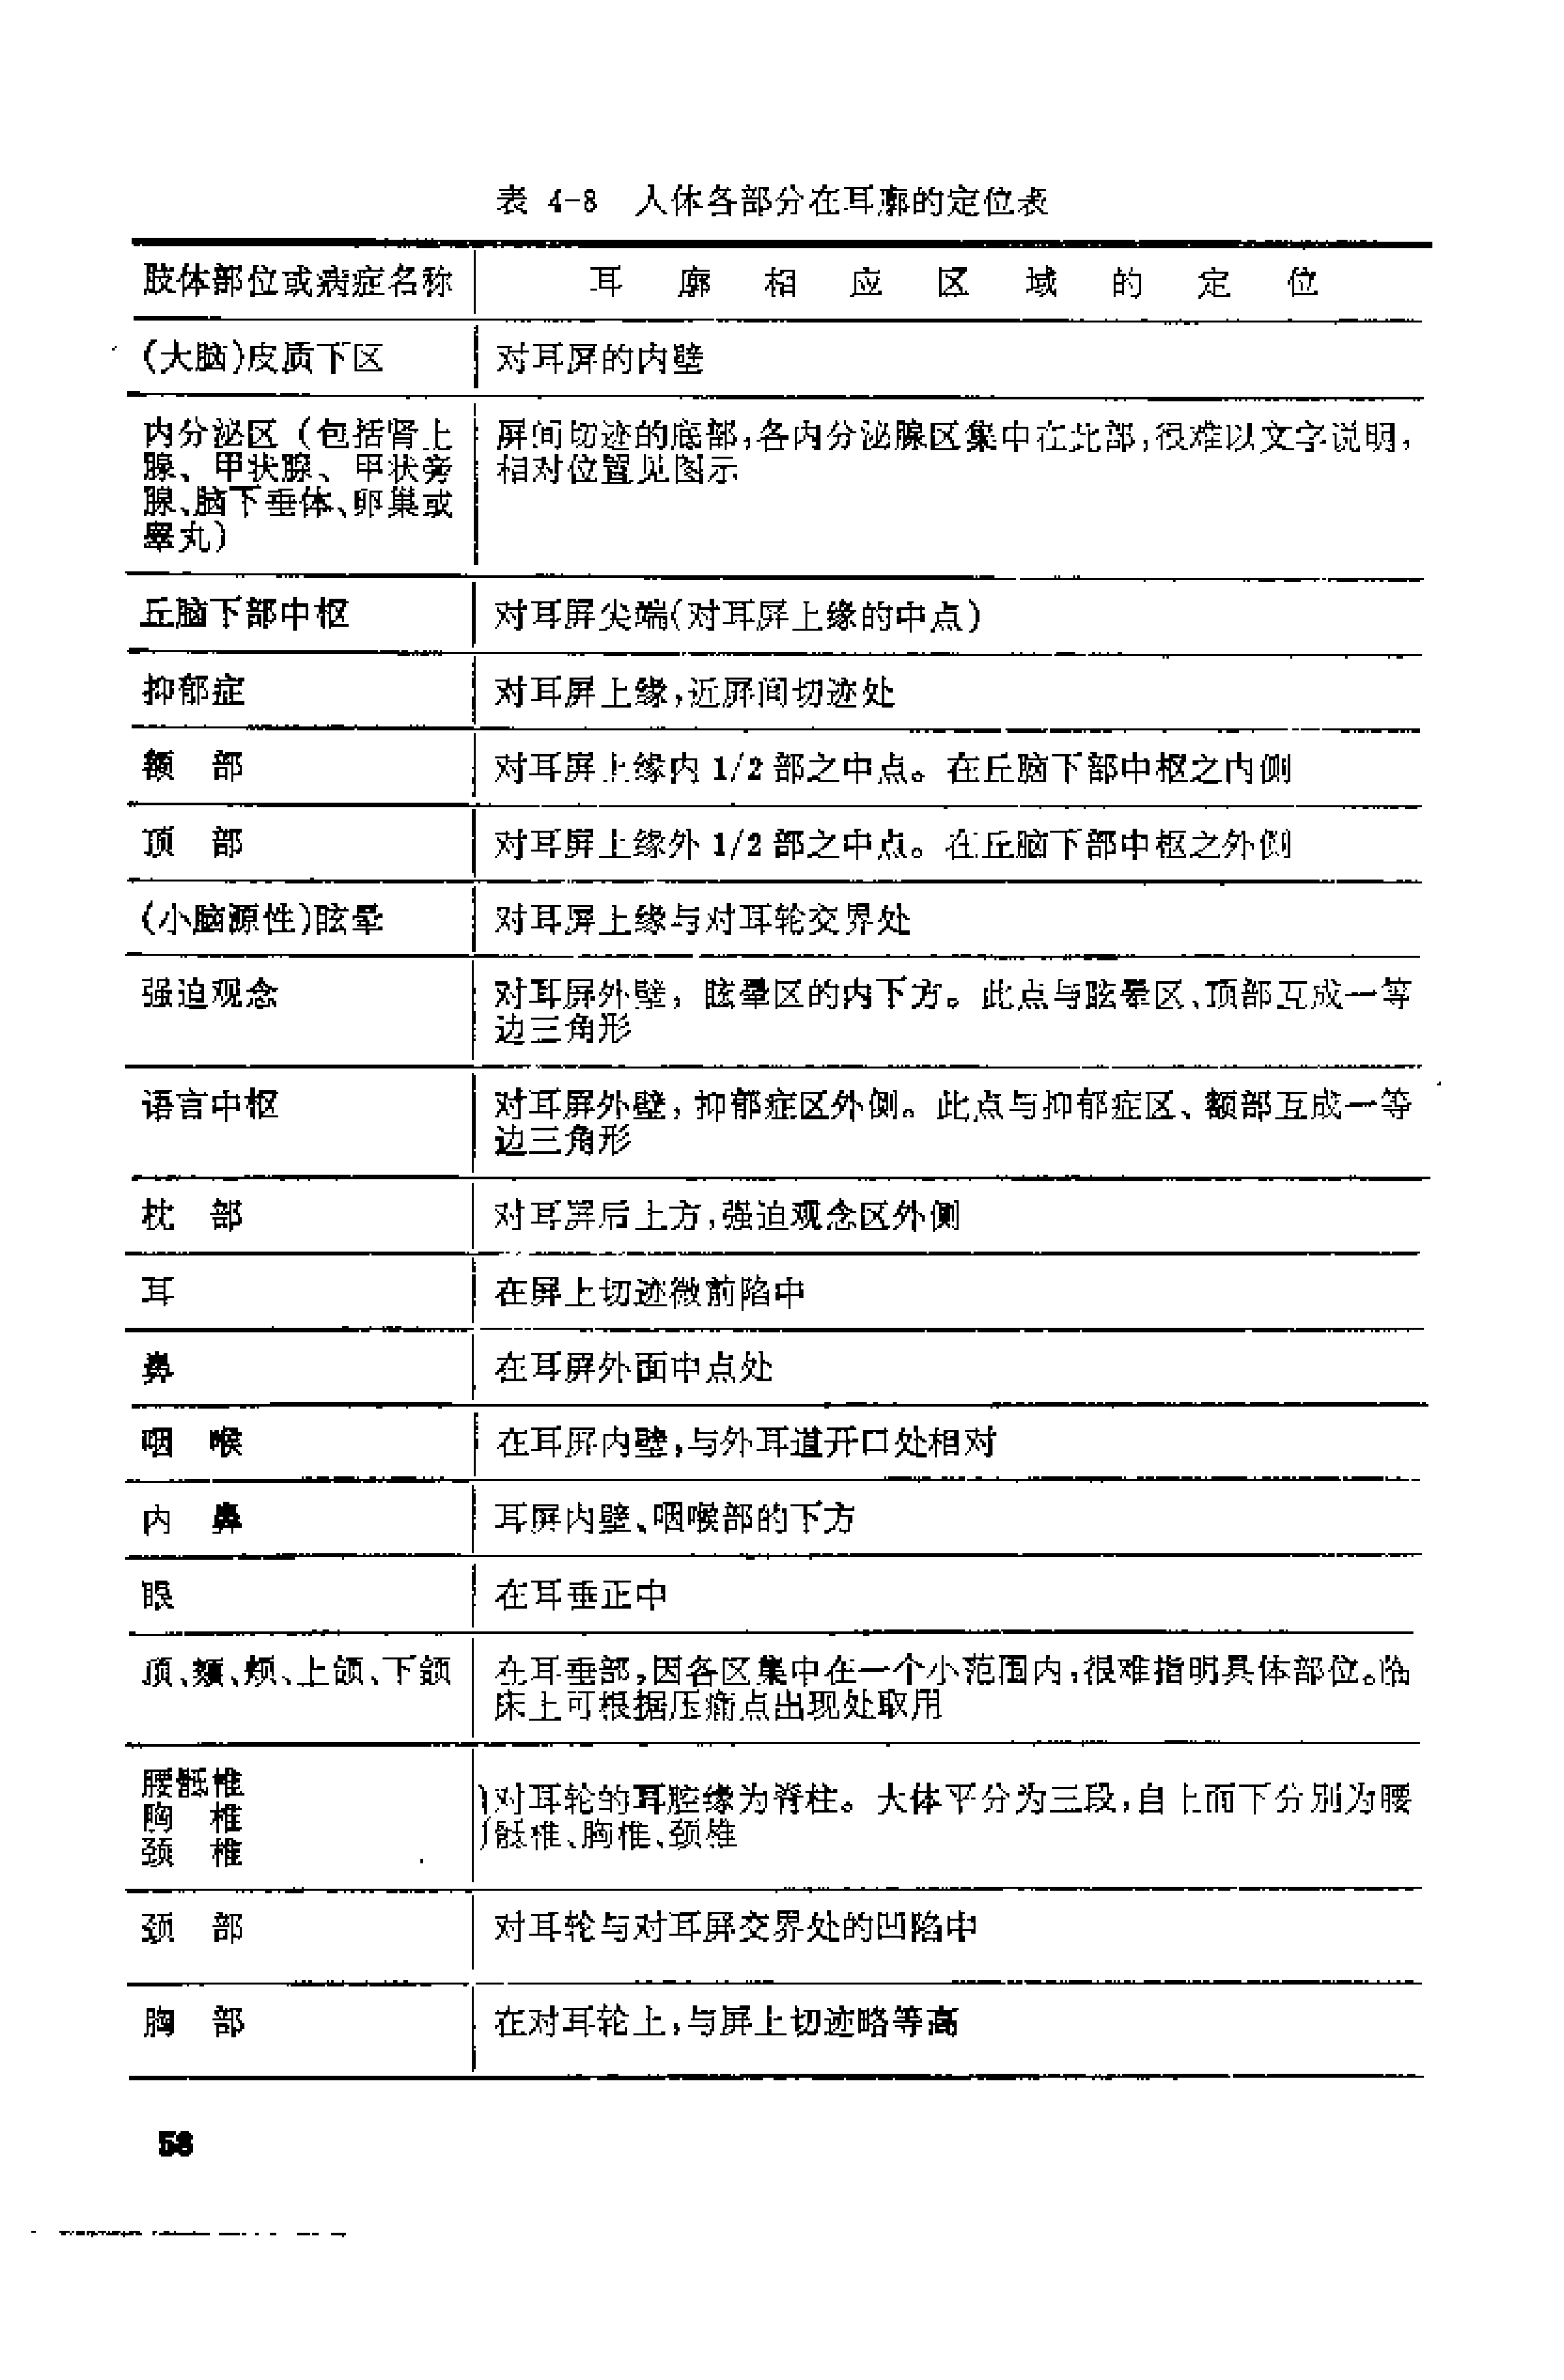 表 4-8 人体各部分在耳廓的定位表
肢体部位或病症名称 耳廓相应区域的定位
(大脑)皮质下区 对耳屏的内壁
内分泌区（包括肾上 屏间切迹的底部,各内分泌腺区集中在此部,很难以文字说明,
腺、甲状腺、甲状旁 相对位置见图示
腺、脑下垂体、卵巢或
睾丸)
丘脑下部中枢 对耳屏尖端(对耳屏上缘的中点)
抑郁症 对耳屏上缘,近屏间切迹处
额 部 对耳屏上缘内 1/2 部之中点。在丘脑下部中枢之内侧
顶 部 对耳屏上缘外 1/2 部之中点。在丘脑下部中枢之外侧
(小脑源性)眩晕 对耳屏上缘与对耳轮交界处
强迫观念 对耳屏外壁，眩晕区的内下方。此点与眩晕区、顶部互成一等
边三角形
语言中枢 对耳屏外壁，抑郁症区外侧。此点与抑郁症区、额部互成一等
边三角形
枕 部 对耳屏后上方,强迫观念区外侧
耳 在屏上切迹微前陷中
鼻 在耳屏外面中点处
咽 喉 在耳屏内壁,与外耳道开口处相对
内 鼻 耳屏内壁、咽喉部的下方
眼 在耳垂正中
颊、上颌、下颌 在耳垂部,因各区集中在一个小范围内,很难指明具体部位。临
床上可根据压痛点出现处取用
腰骶椎
胸 椎 对耳轮的耳腔缘为脊柱。大体平分为三段,自上而下分别为腰
颈 椎 骶椎、胸椎、颈椎
颈 部 对耳轮与对耳屏交界处的凹陷中
胸 部 在对耳轮上,与屏上切迹略等高
58